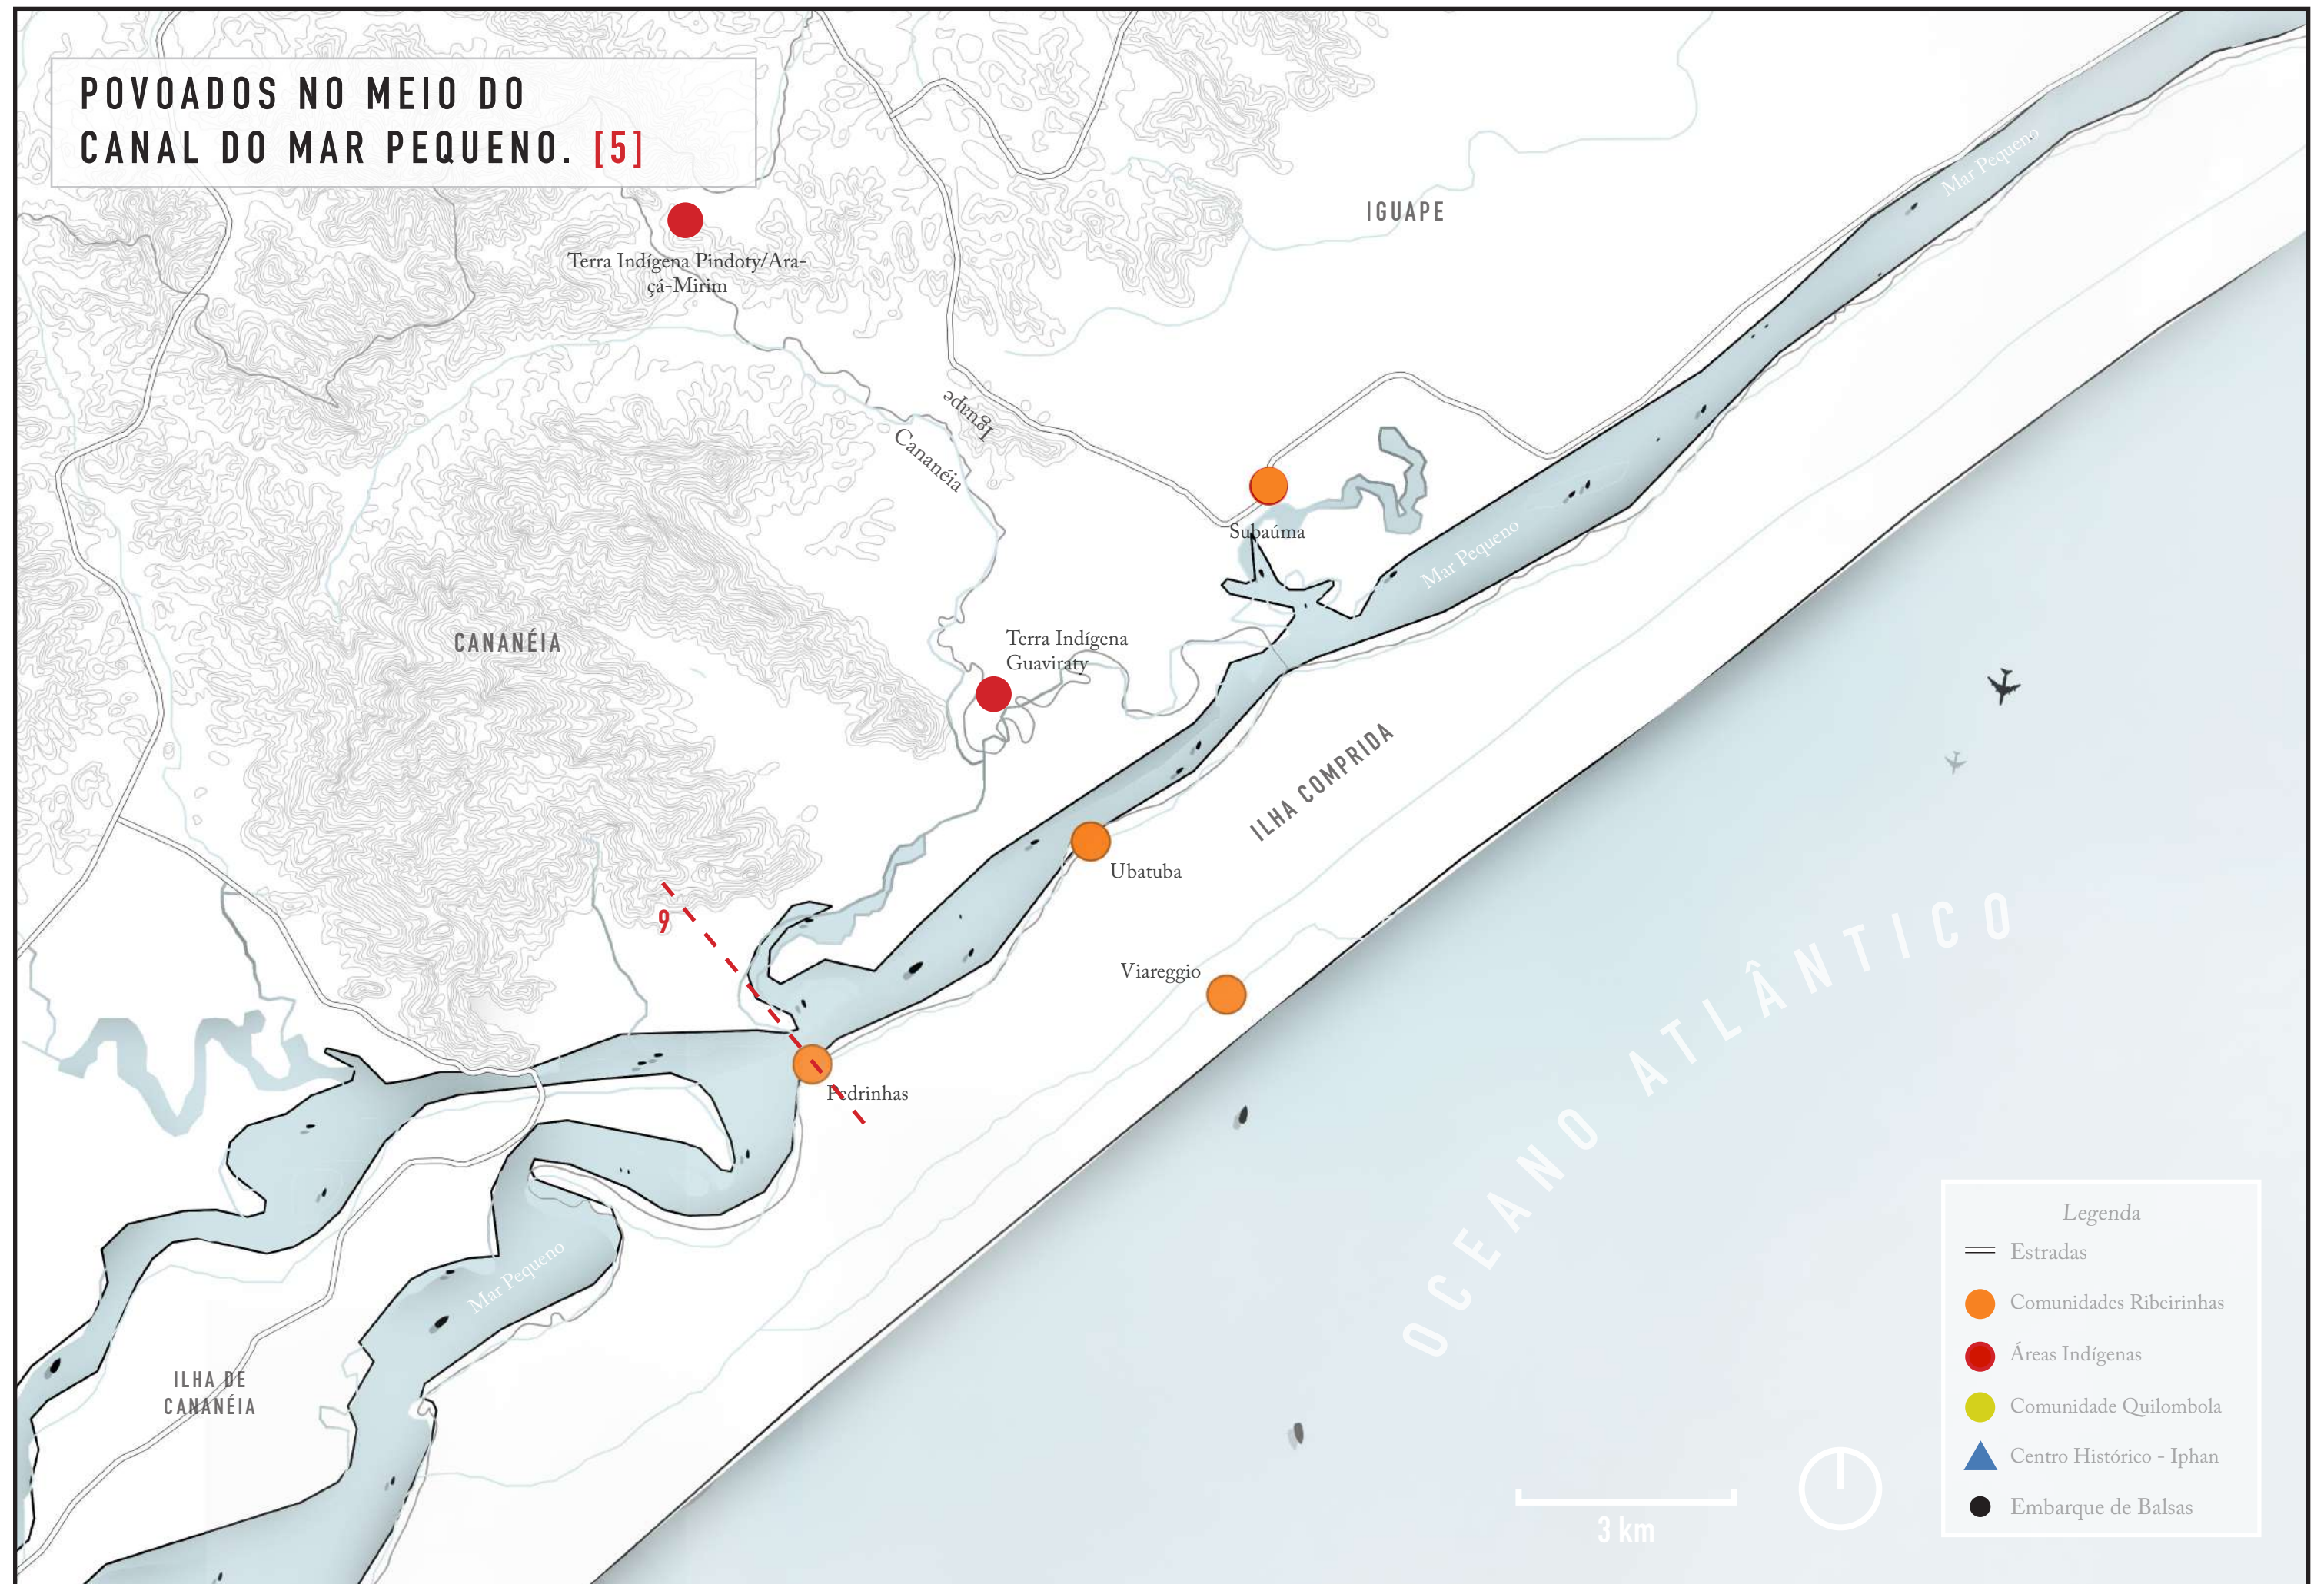 POVOADOS NO MEIO DO
CANAL DO MAR PEQUENO. [5]
Mar Pequeno
IGUAPE
Terra Indígena Pindoty/Ara-
çá-Mirim
Iguape
Cananéia
Subaúma
Mar Pequeno
CANANÉIA
Terra Indígena
Guaviraty
ILHA COMPRIDA
Ubatuba
9
Viareggio
OCEANO ATLÂNTICO
Pedrinhas
Mar Pequeno
ILHA DE
CANANÉIA
3 km
Legenda
Estradas
Comunidades Ribeirinhas
Áreas Indígenas
Comunidade Quilombola
Centro Histórico - Iphan
Embarque de Balsas